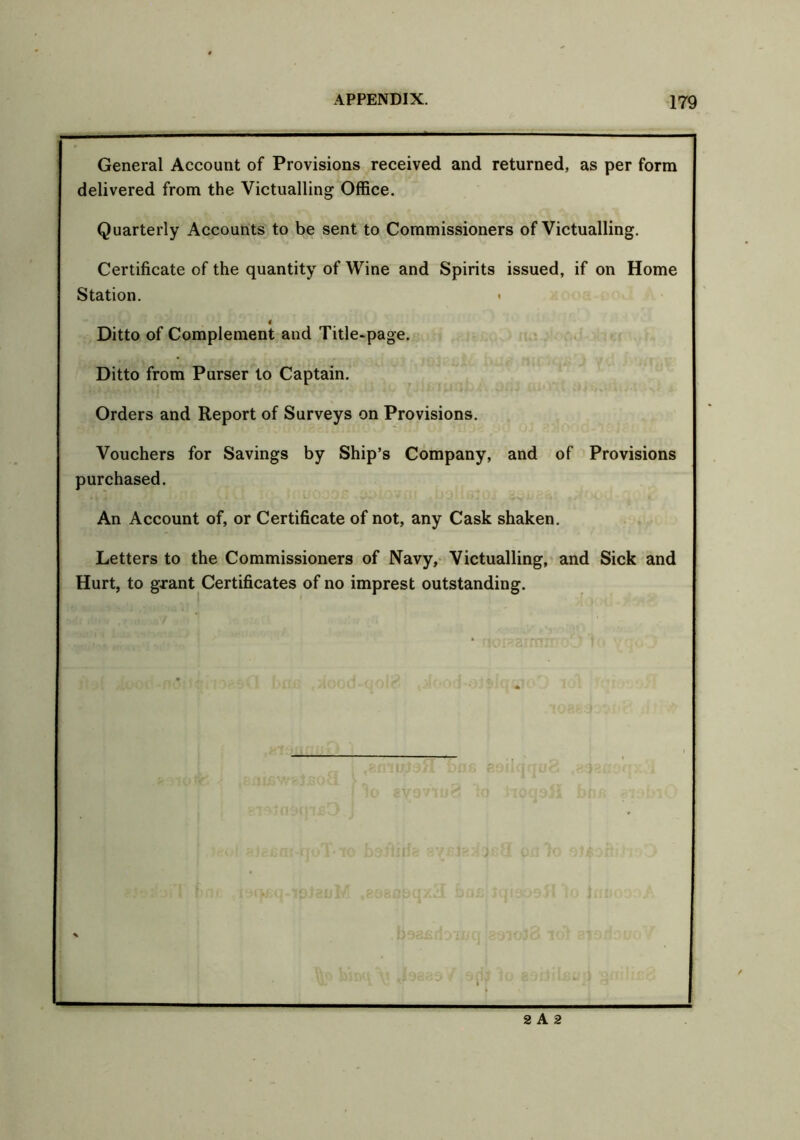 APPENDIX. 179
General Account of Provisions received and returned, as per form
delivered from the Victualling Office.
Quarterly Accounts to be sent to Commissioners of Victualling.
Certificate of the quantity of Wine and Spirits issued, if on Home
Station.
Ditto of Complement and Title-page.
Ditto from Purser to Captain.
Orders and Report of Surveys on Provisions.
Vouchers for Savings by Ship's Company, and of Provisions
purchased.
An Account of, or Certificate of not, any Cask shaken.
Letters to the Commissioners of Navy, Victualling, and Sick and
Hurt, to grant Certificates of no imprest outstanding.
2 A 2